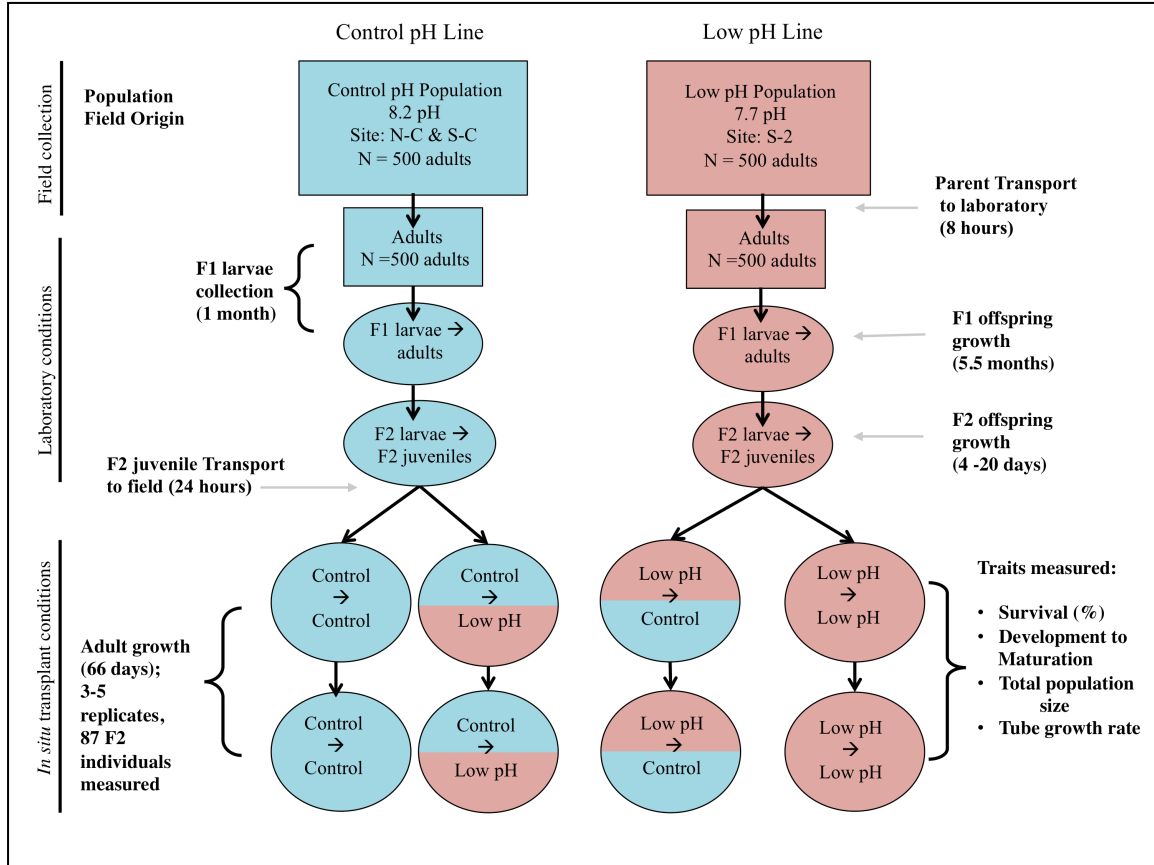 Control pH Line
Low pH Line
Field collection
Population
Field Origin
Control pH Population
8.2 pH
Site: N-C & S-C
N = 500 adults
Low pH Population
7.7 pH
Site: S-2
N = 500 adults
Parent Transport
to laboratory
(8 hours)
Laboratory conditions
Adults
N =500 adults
Adults
N =500 adults
F1 larvae
collection
(1 month)
F1 larvae →
adults
F1 larvae →
adults
F1 offspring
growth
(5.5 months)
F2 larvae →
F2 juveniles
F2 larvae →
F2 juveniles
F2 offspring
growth
(4 -20 days)
F2 juvenile Transport
to field (24 hours)
In situ transplant conditions
Control
→
Control
Control
→
Low pH
Low pH
→
Control
Low pH
→
Low pH
Adult growth
(66 days);
3-5
replicates,
87 F2
individuals
measured
Control
→
Control
Control
→
Low pH
Low pH
→
Control
Low pH
→
Low pH
Traits measured:
• Survival (%)
• Development to
Maturation
• Total population
size
• Tube growth rate